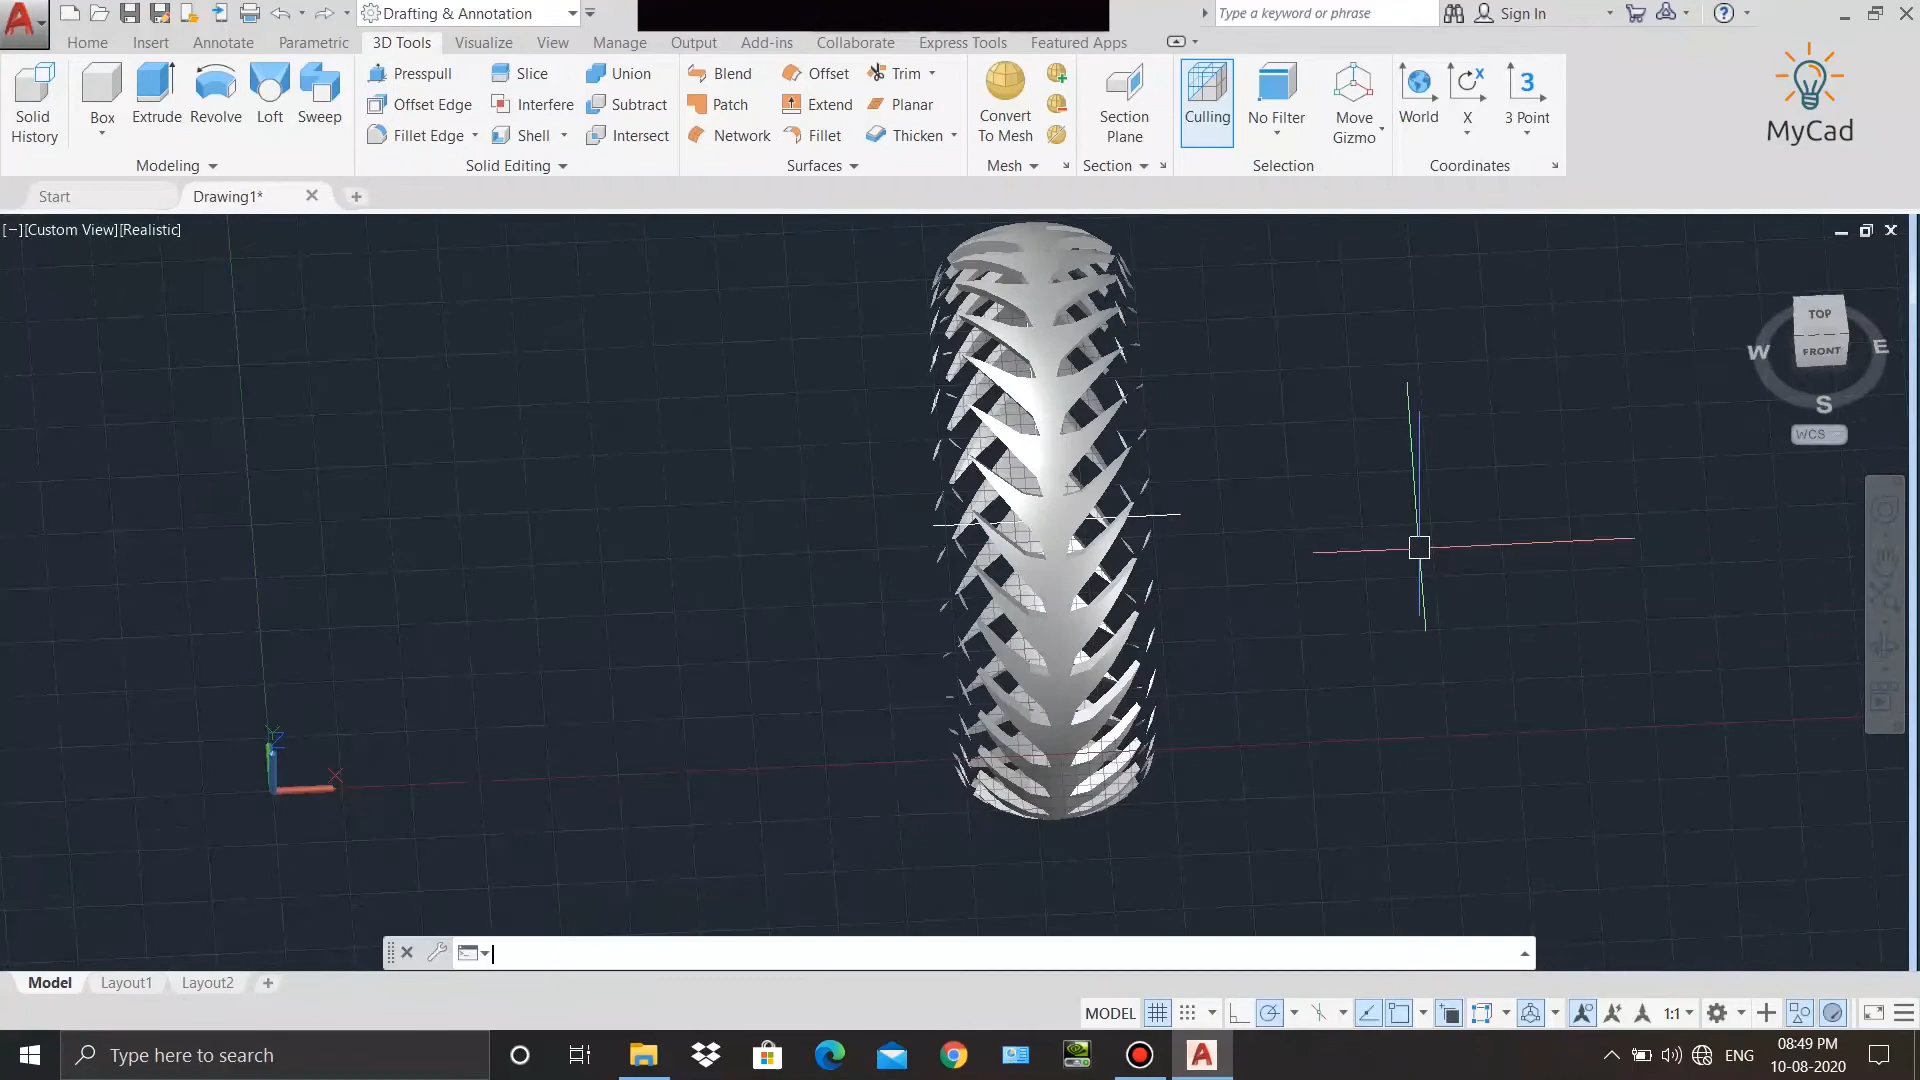 Drafting & Annotation
Type a keyword or phrase
Sign In
Home Insert Annotate Parametric 3D Tools Visualize View Manage Output Add-ins Collaborate Express Tools Featured Apps
Solid History
Box
Extrude
Revolve
Loft
Sweep
Presspull
Offset Edge
Fillet Edge
Slice
Interfere
Shell
Union
Subtract
Intersect
Blend
Patch
Network
Offset
Extend
Fillet
Trim
Planar
Thicken
Convert To Mesh
Section Plane
Culling
No Filter
Move Gizmo
World
X
3
3 Point
MyCad
Modeling
Solid Editing
Surfaces
Mesh
Section
Selection
Coordinates
Start
Drawing1*
[−][Custom View][Realistic]
TOP
FRONT
W
E
S
WCS
Y
Z
X
Model Layout1 Layout2
MODEL
1:1
Type here to search
ENG
08:49 PM
10-08-2020